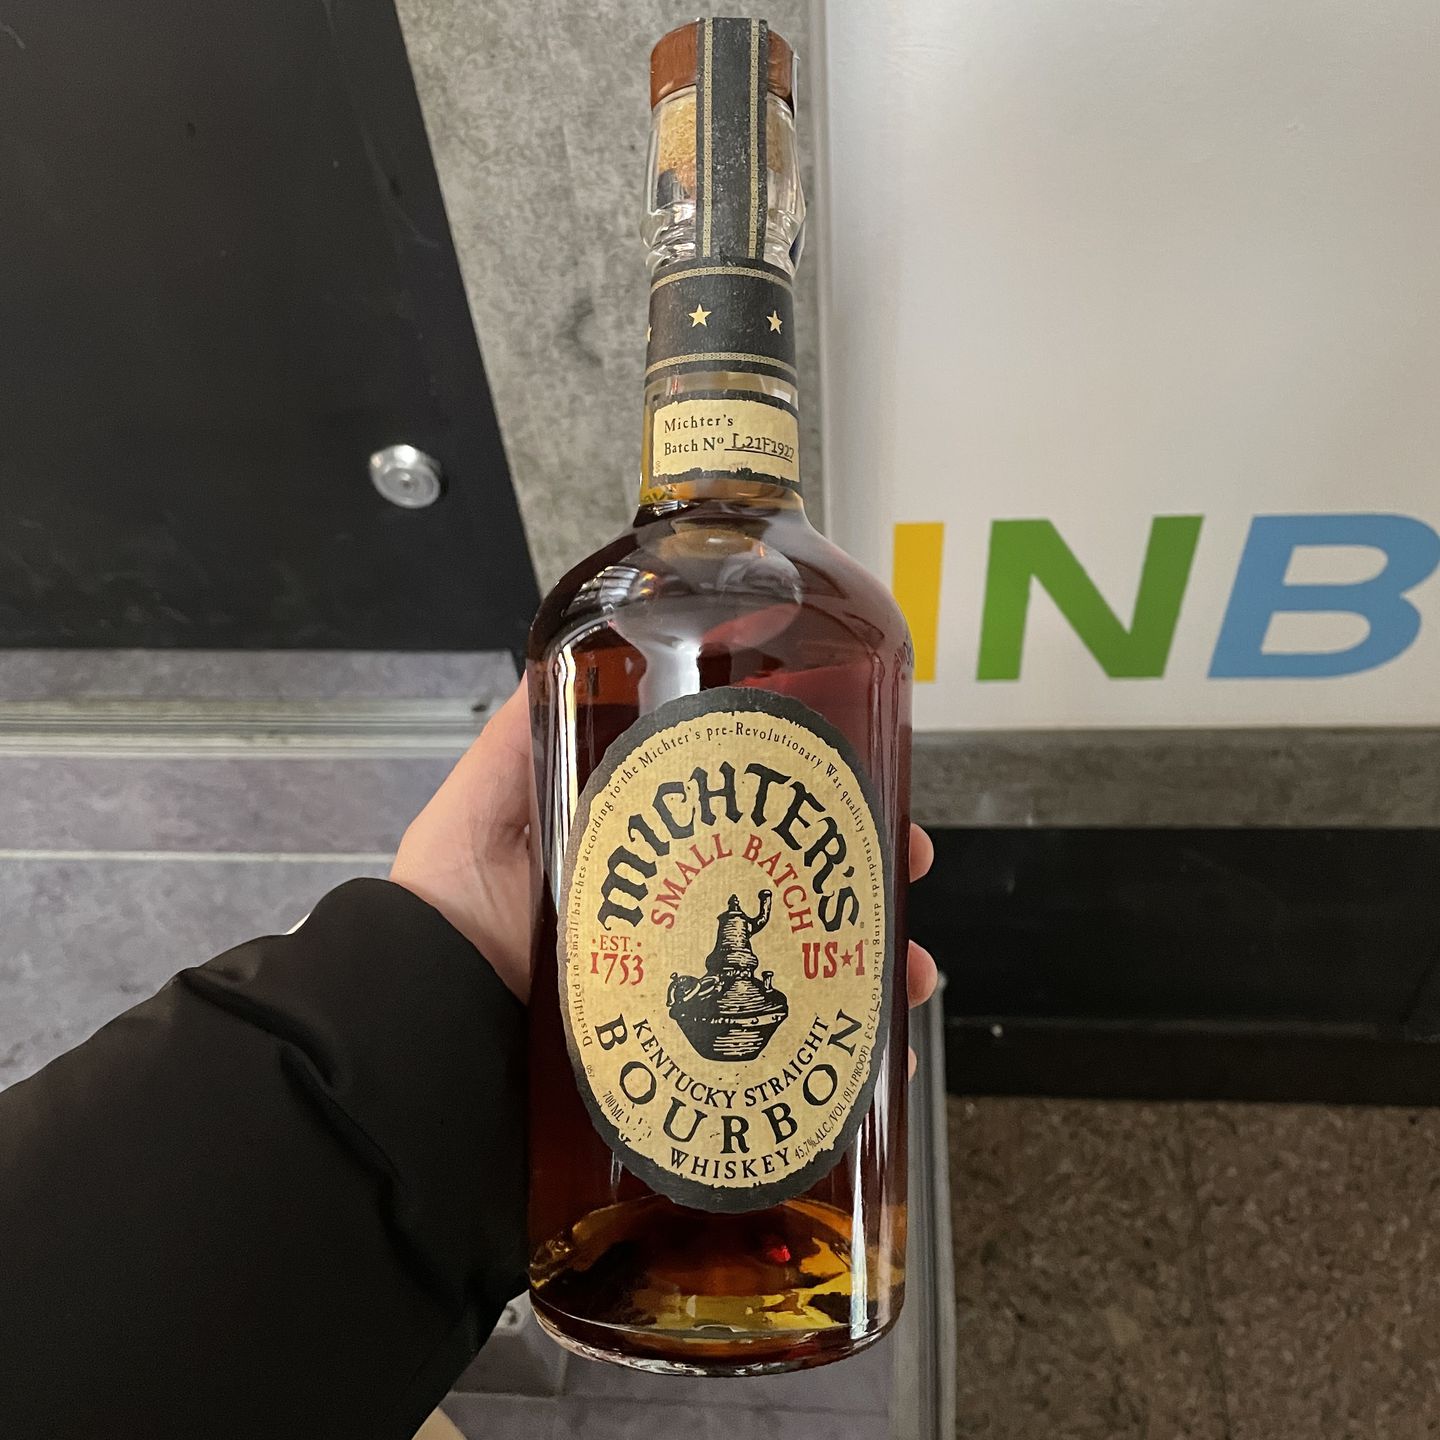 Michter's
Batch Nº L21F1927
INB
Distilled in small batches according to the Michter's pre-Revolutionary War quality standards dating back to 1753
MICHTER'S
SMALL BATCH
·EST.·
1753
US★1
KENTUCKY STRAIGHT
BOURBON
WHISKEY
700ML
45,7% ALC./VOL (91,4 PROOF)